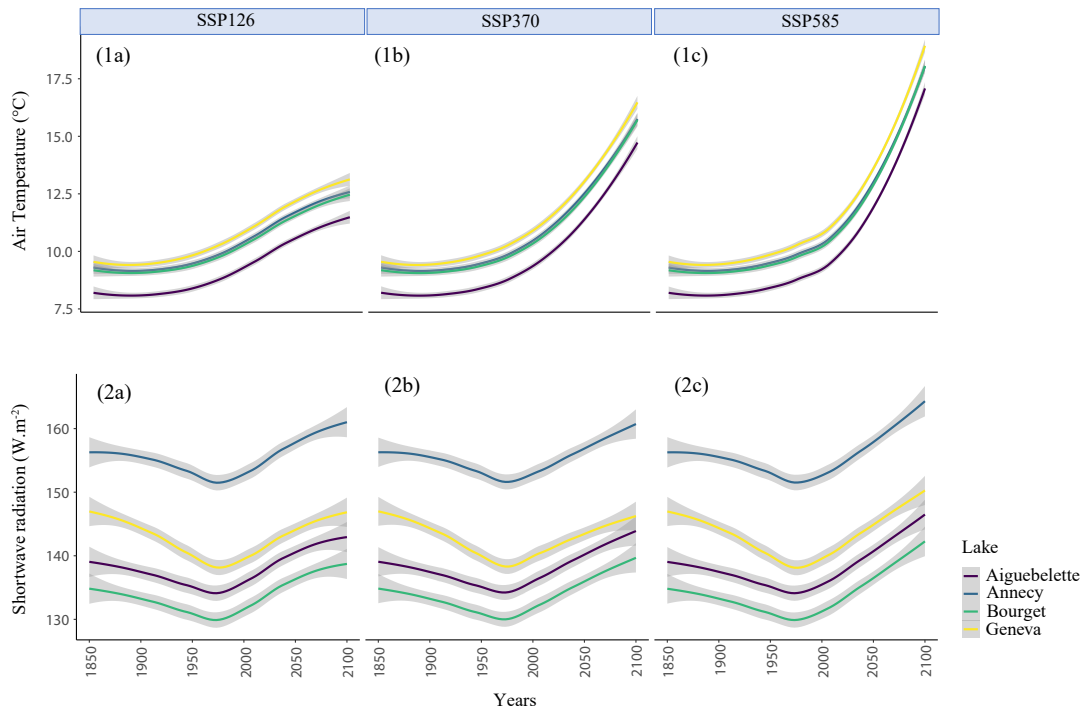 SSP126 SSP370 SSP585
(1a) (1b) (1c)
Air Temperature (°C)
17.5
15.0
12.5
10.0
7.5
(2a) (2b) (2c)
Shortwave radiation (W.m-2)
160
150
140
130
1850 1900 1950 2000 2050 2100 1850 1900 1950 2000 2050 2100 1850 1900 1950 2000 2050 2100
Years
Lake
Aiguebelette
Annecy
Bourget
Geneva